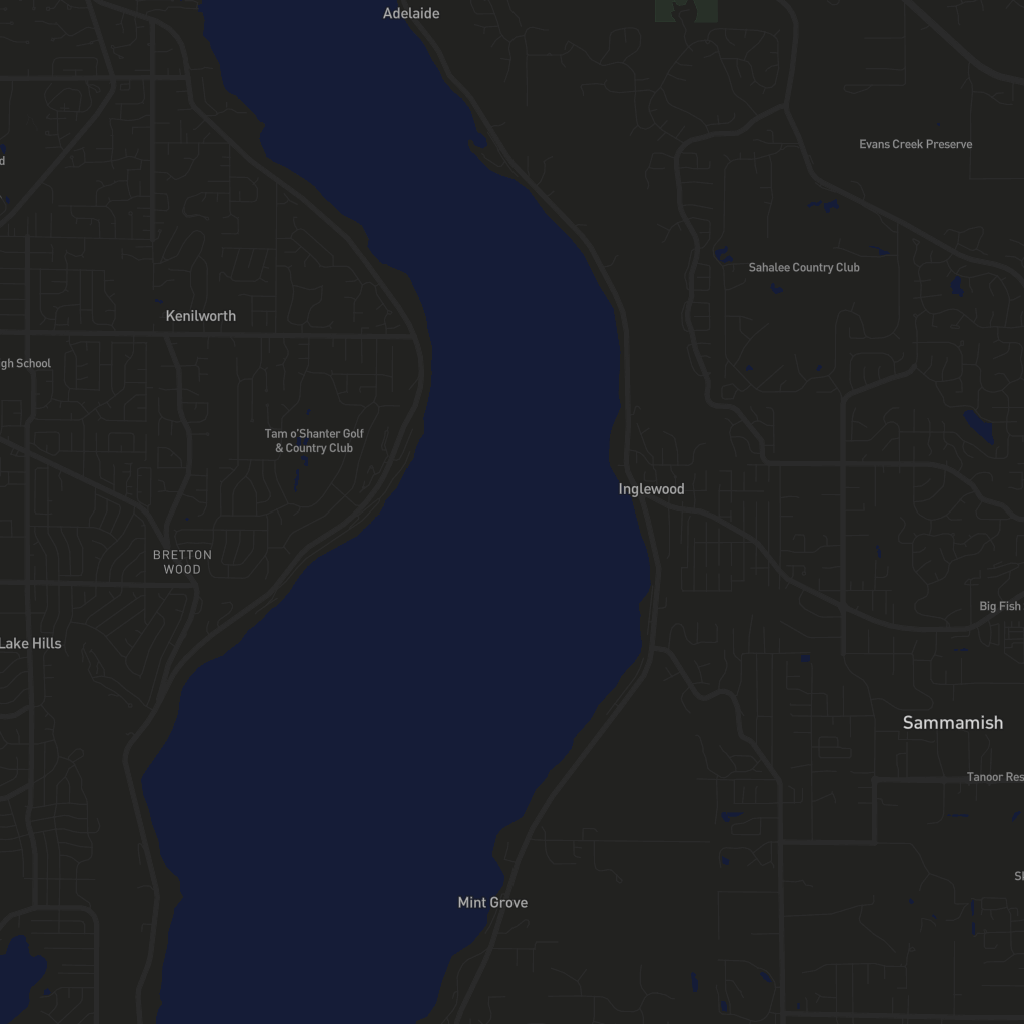 Adelaide
Evans Creek Preserve
d
Sahalee Country Club
Kenilworth
gh School
Tam o'Shanter Golf
& Country Club
Inglewood
BRETTON
WOOD
Big Fish
Lake Hills
Sammamish
Tanoor Res
Sk
Mint Grove